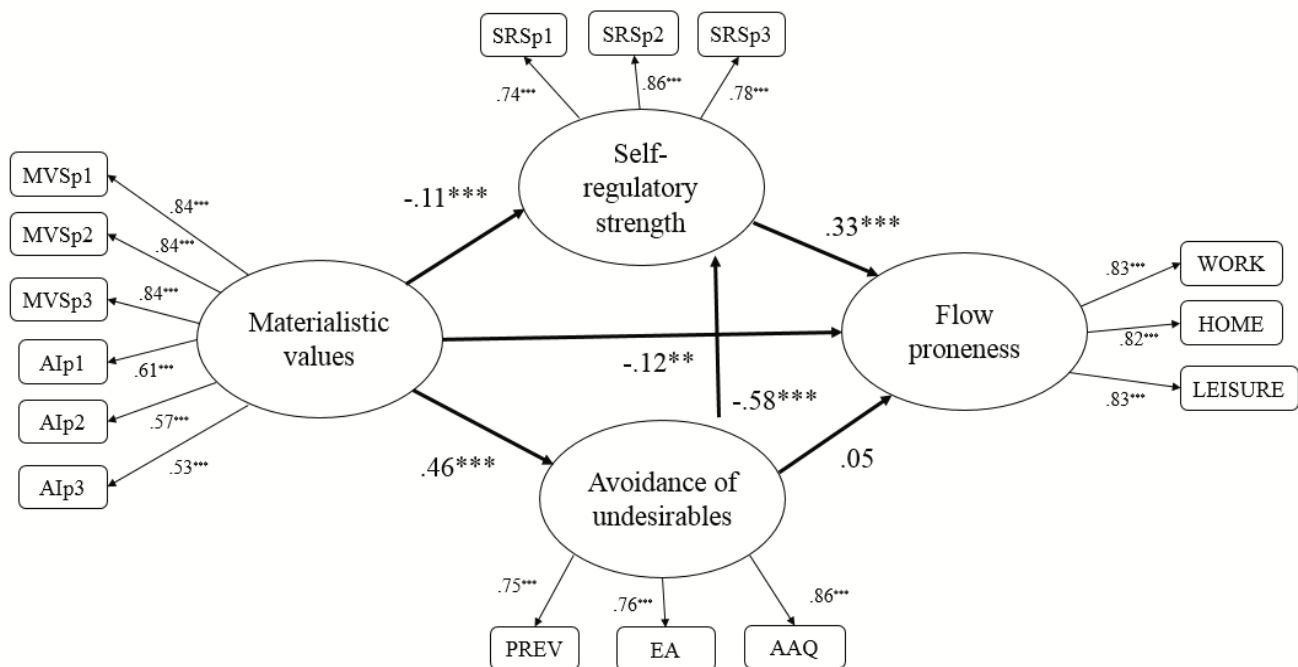 SRSp1
SRSp2
SRSp3
.74***
.86***
.78***
Self-
regulatory
strength
MVSp1
MVSp2
MVSp3
AIp1
AIp2
AIp3
.84***
.84***
.84***
.61***
.57***
.53***
Materialistic
values
-.11***
.33***
-.12**
-.58***
.46***
.05
Flow
proneness
.83***
.82***
.83***
WORK
HOME
LEISURE
Avoidance of
undesirables
.75***
.76***
.86***
PREV
EA
AAQ